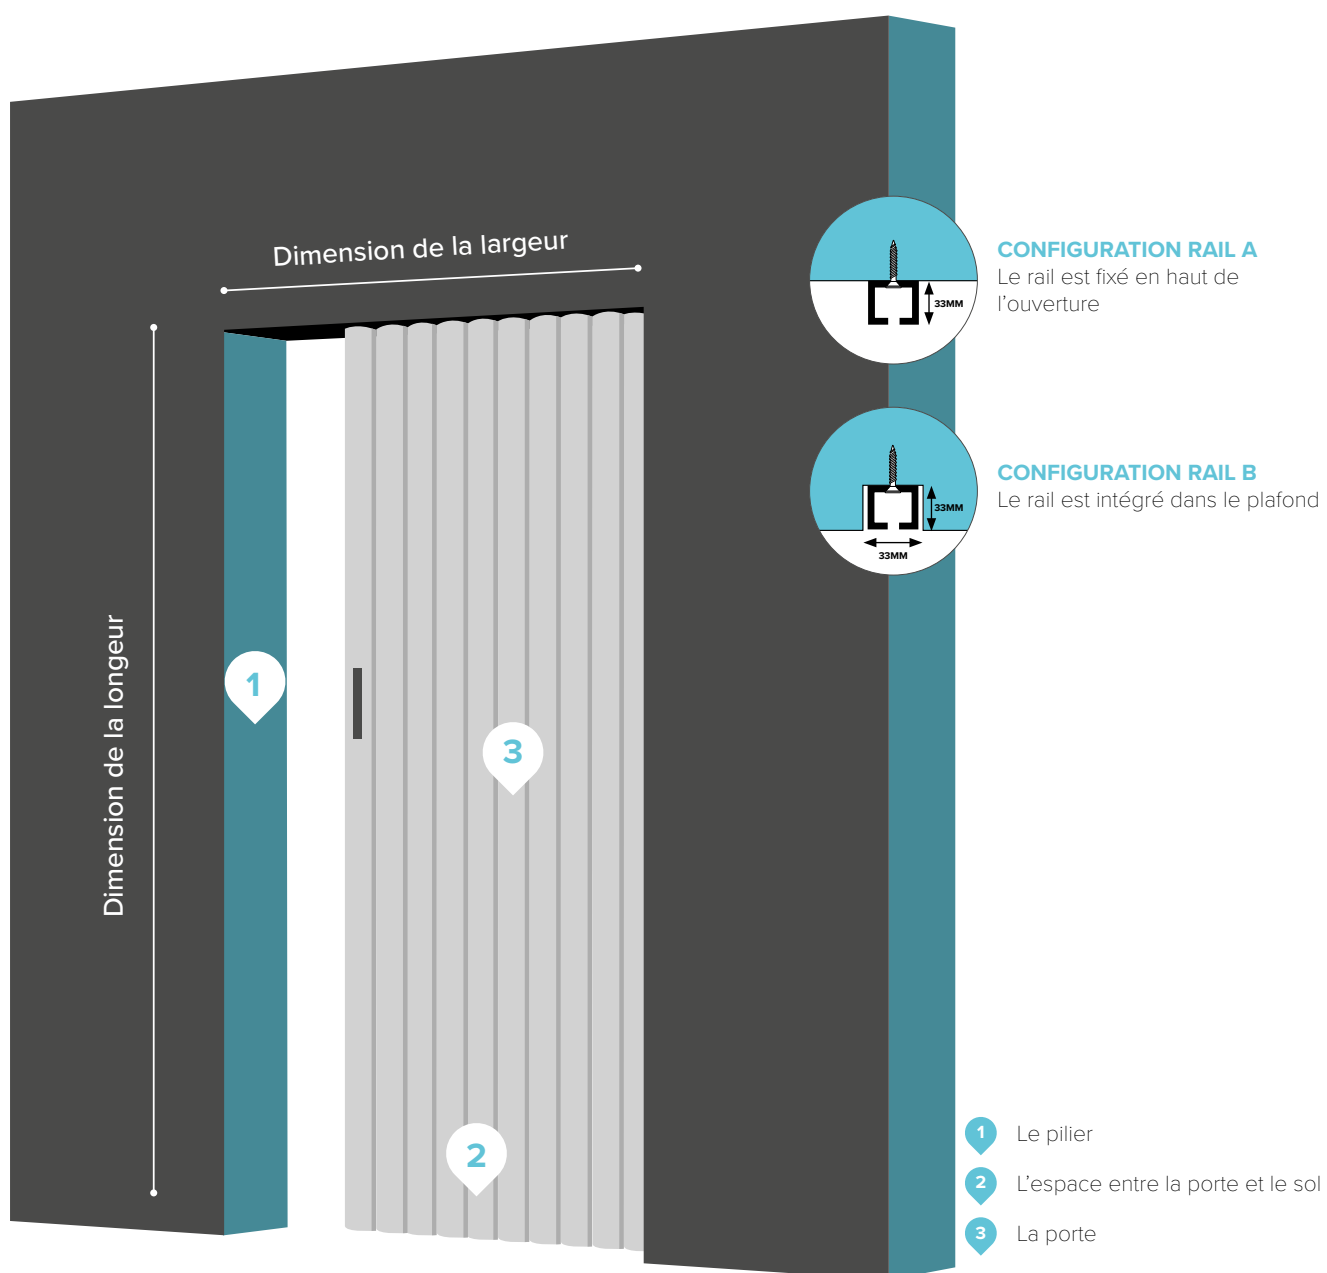 Dimension de la largeur
Dimension de la longeur
CONFIGURATION RAIL A
Le rail est fixé en haut de
l'ouverture
33MM
CONFIGURATION RAIL B
Le rail est intégré dans le plafond
33MM
33MM
1
3
2
1 Le pilier
2 L'espace entre la porte et le sol
3 La porte